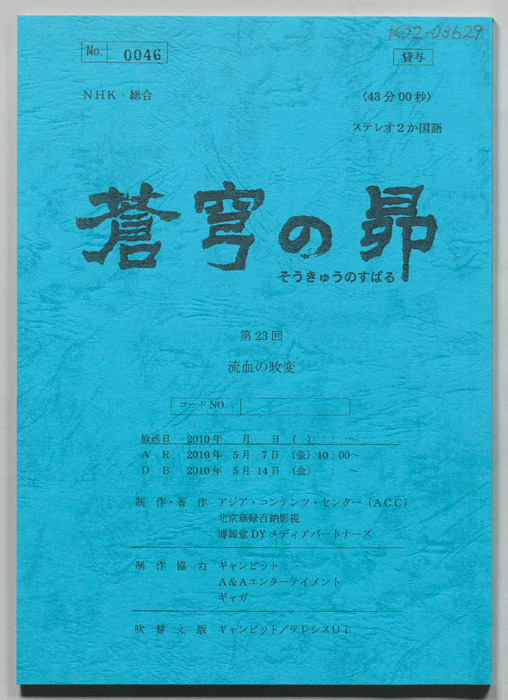 K02-03629
No. 0046
貸与
NHK 総合
〈43分00秒〉
ステレオ2か国語
蒼穹の昴
そうきゅうのすばる
第23回
流血の政変
コードNO.
放送日 2010年 月 日 ( ) : ~
AR 2010年 5月 7日 (金) 10:00~
DB 2010年 5月 14日 (金) : ~
制作・著作 アジア・コンテンツ・センター(ACC)
北京華録百納影視
博報堂DYメディアパートナーズ
制作協力 ギャンビット
A&Aエンターテイメント
ギャガ
吹替え版 ギャンビット/テレシスUi